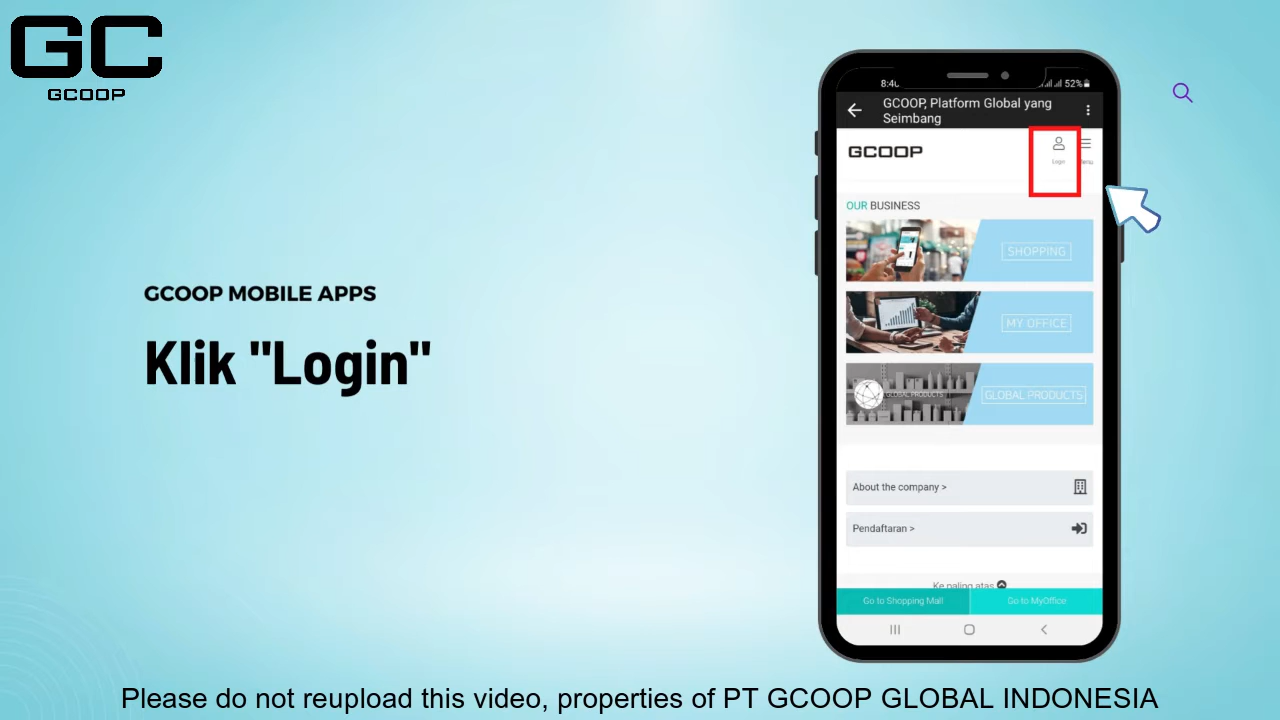 GC
GCOOP
GCOOP MOBILE APPS
Klik "Login"
52%
GCOOP, Platform Global yang
Seimbang
GCOOP
Login
OUR BUSINESS
SHOPPING
MY OFFICE
GLOBAL PRODUCTS
GLOBAL PRODUCTS
About the company >
Pendaftaran >
Ke paling atas
Go to Shopping Mall
Go to MyOffice
Please do not reupload this video, properties of PT GCOOP GLOBAL INDONESIA